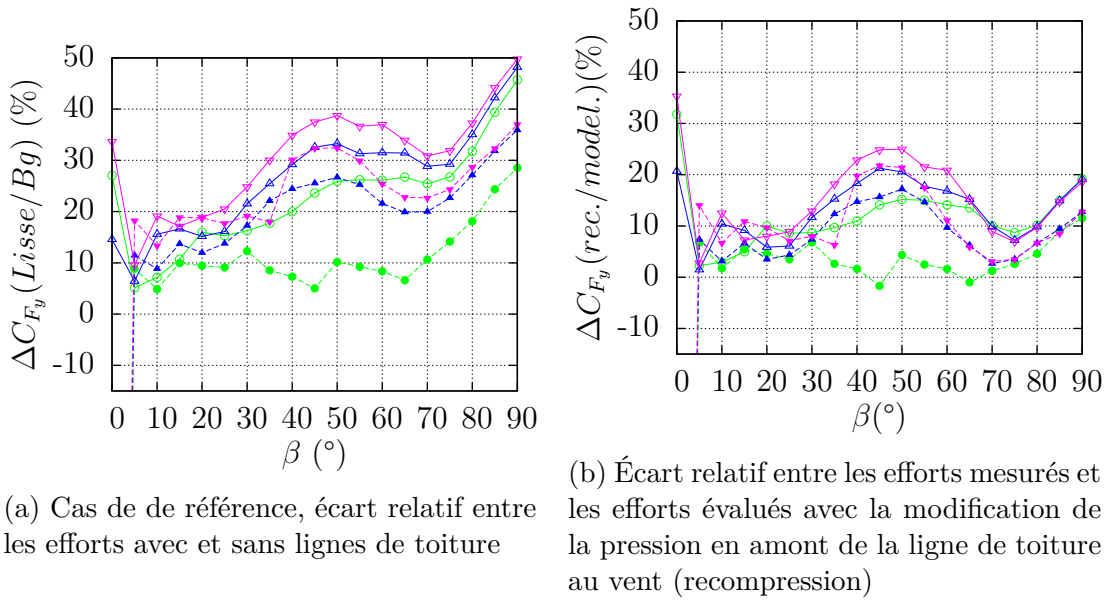 50
40
30
20
10
0
-10
0 10 20 30 40 50 60 70 80 90
ΔC_{F_y}(Lisse/Bg) (%)
β (°)
(a) Cas de de référence, écart relatif entre
les efforts avec et sans lignes de toiture
50
40
30
20
10
0
-10
0 10 20 30 40 50 60 70 80 90
ΔC_{F_y}(rec./model.)(%)
β(°)
(b) Écart relatif entre les efforts mesurés et
les efforts évalués avec la modification de
la pression en amont de la ligne de toiture
au vent (recompression)